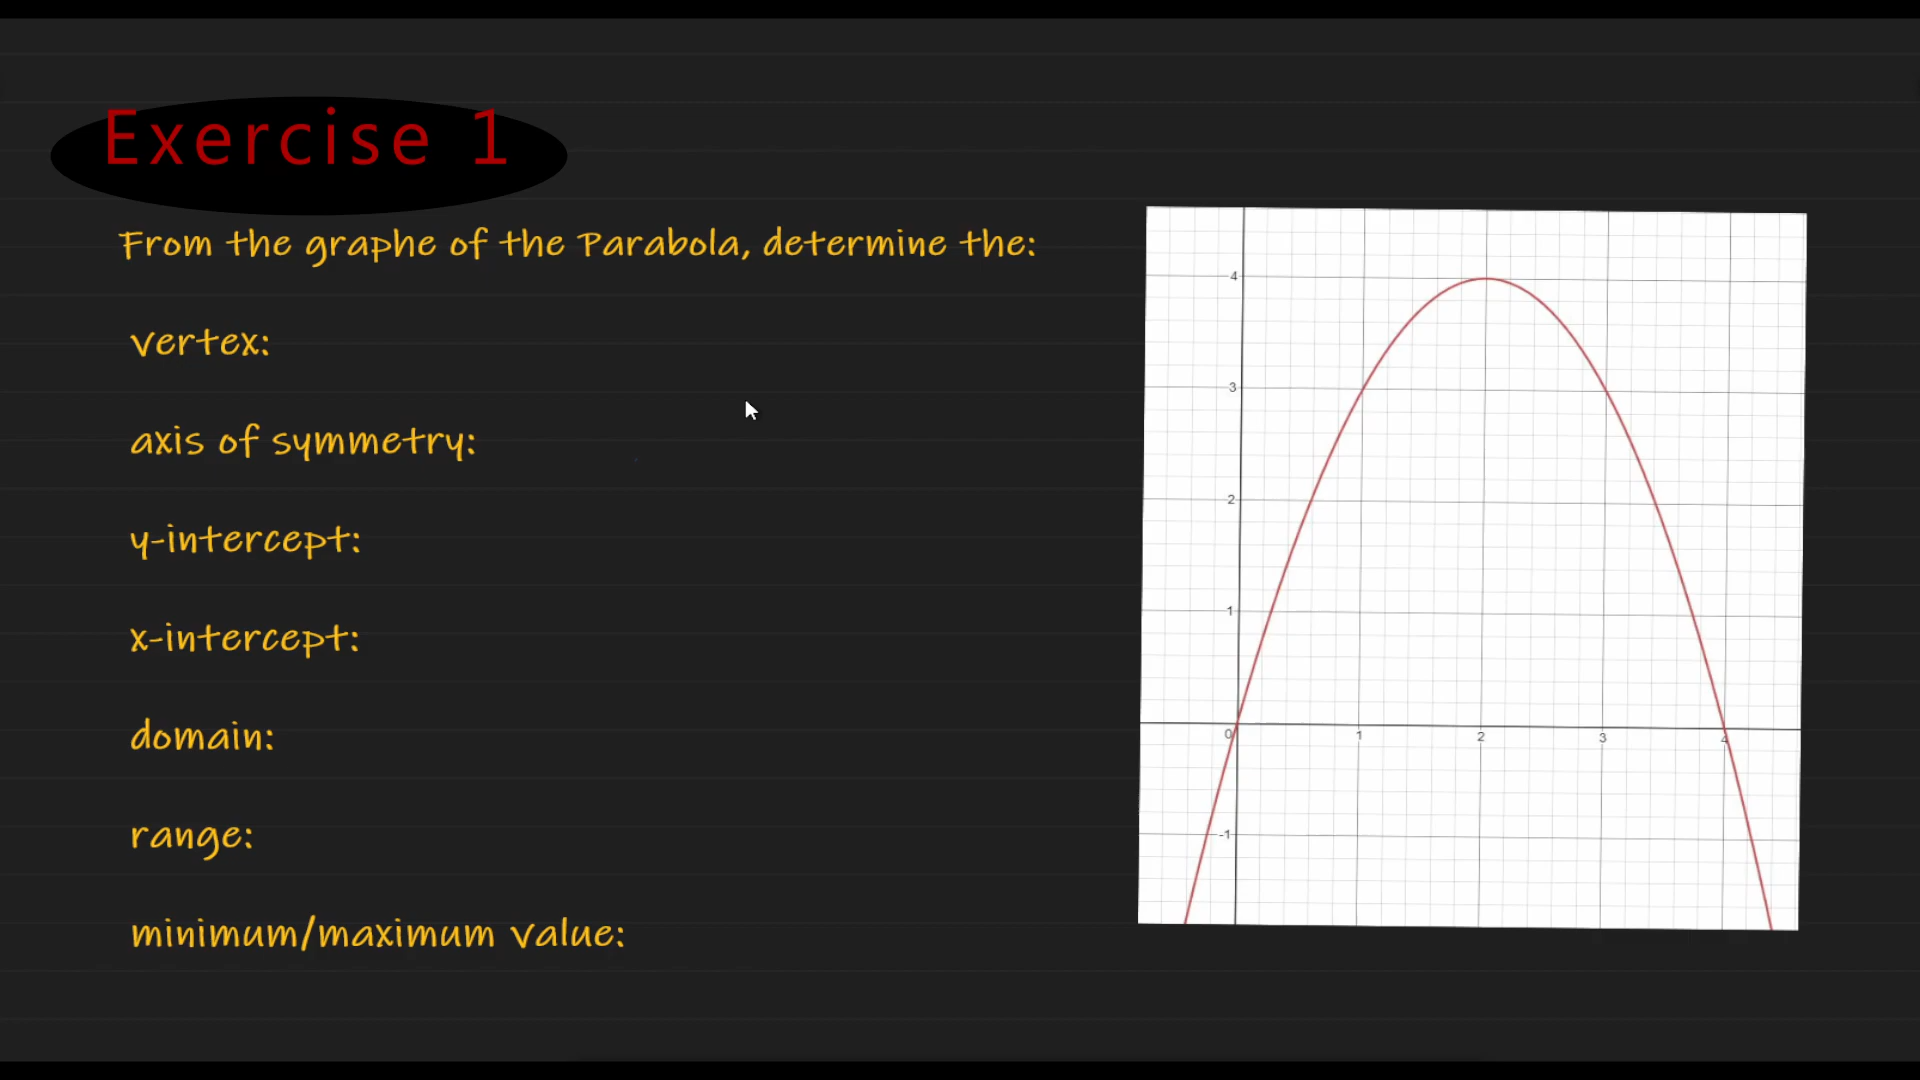 Exercise 1
From the graphe of the Parabola, determine the:
vertex:
axis of symmetry:
y-intercept:
x-intercept:
domain:
range:
minimum/maximum value:
4
3
2
1
0 1 2 3 4
-1